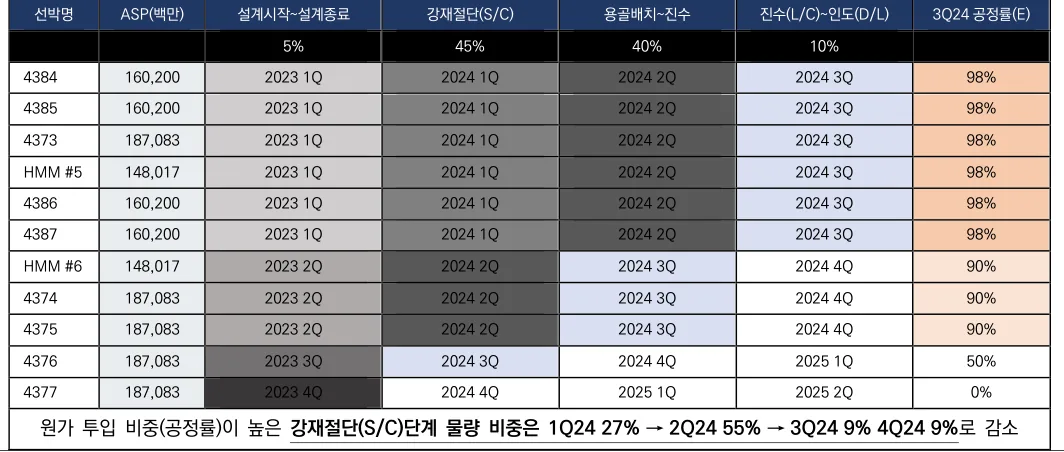 선박명 ASP(백만) 설계시작~설계종료 강재절단(S/C) 용골배치~진수 진수(L/C)~인도(D/L) 3Q24 공정률(E)
5% 45% 40% 10%
4384 160,200 2023 1Q 2024 1Q 2024 2Q 2024 3Q 98%
4385 160,200 2023 1Q 2024 1Q 2024 2Q 2024 3Q 98%
4373 187,083 2023 1Q 2024 1Q 2024 2Q 2024 3Q 98%
HMM #5 148,017 2023 1Q 2024 1Q 2024 2Q 2024 3Q 98%
4386 160,200 2023 1Q 2024 1Q 2024 2Q 2024 3Q 98%
4387 160,200 2023 1Q 2024 1Q 2024 2Q 2024 3Q 98%
HMM #6 148,017 2023 2Q 2024 2Q 2024 3Q 2024 4Q 90%
4374 187,083 2023 2Q 2024 2Q 2024 3Q 2024 4Q 90%
4375 187,083 2023 2Q 2024 2Q 2024 3Q 2024 4Q 90%
4376 187,083 2023 3Q 2024 3Q 2024 4Q 2025 1Q 50%
4377 187,083 2023 4Q 2024 4Q 2025 1Q 2025 2Q 0%
원가 투입 비중(공정률)이 높은 강재절단(S/C)단계 물량 비중은 1Q24 27% → 2Q24 55% → 3Q24 9% 4Q24 9%로 감소